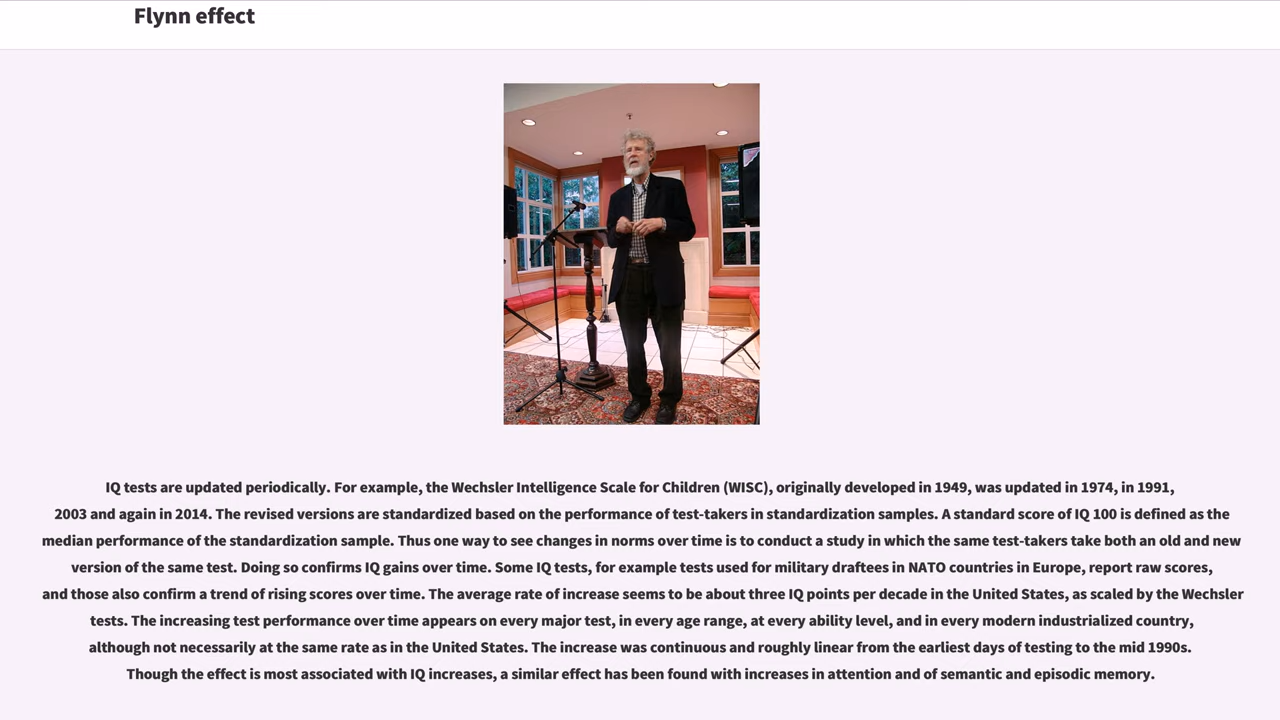 Flynn effect
IQ tests are updated periodically. For example, the Wechsler Intelligence Scale for Children (WISC), originally developed in 1949, was updated in 1974, in 1991,
2003 and again in 2014. The revised versions are standardized based on the performance of test-takers in standardization samples. A standard score of IQ 100 is defined as the
median performance of the standardization sample. Thus one way to see changes in norms over time is to conduct a study in which the same test-takers take both an old and new
version of the same test. Doing so confirms IQ gains over time. Some IQ tests, for example tests used for military draftees in NATO countries in Europe, report raw scores,
and those also confirm a trend of rising scores over time. The average rate of increase seems to be about three IQ points per decade in the United States, as scaled by the Wechsler
tests. The increasing test performance over time appears on every major test, in every age range, at every ability level, and in every modern industrialized country,
although not necessarily at the same rate as in the United States. The increase was continuous and roughly linear from the earliest days of testing to the mid 1990s.
Though the effect is most associated with IQ increases, a similar effect has been found with increases in attention and of semantic and episodic memory.